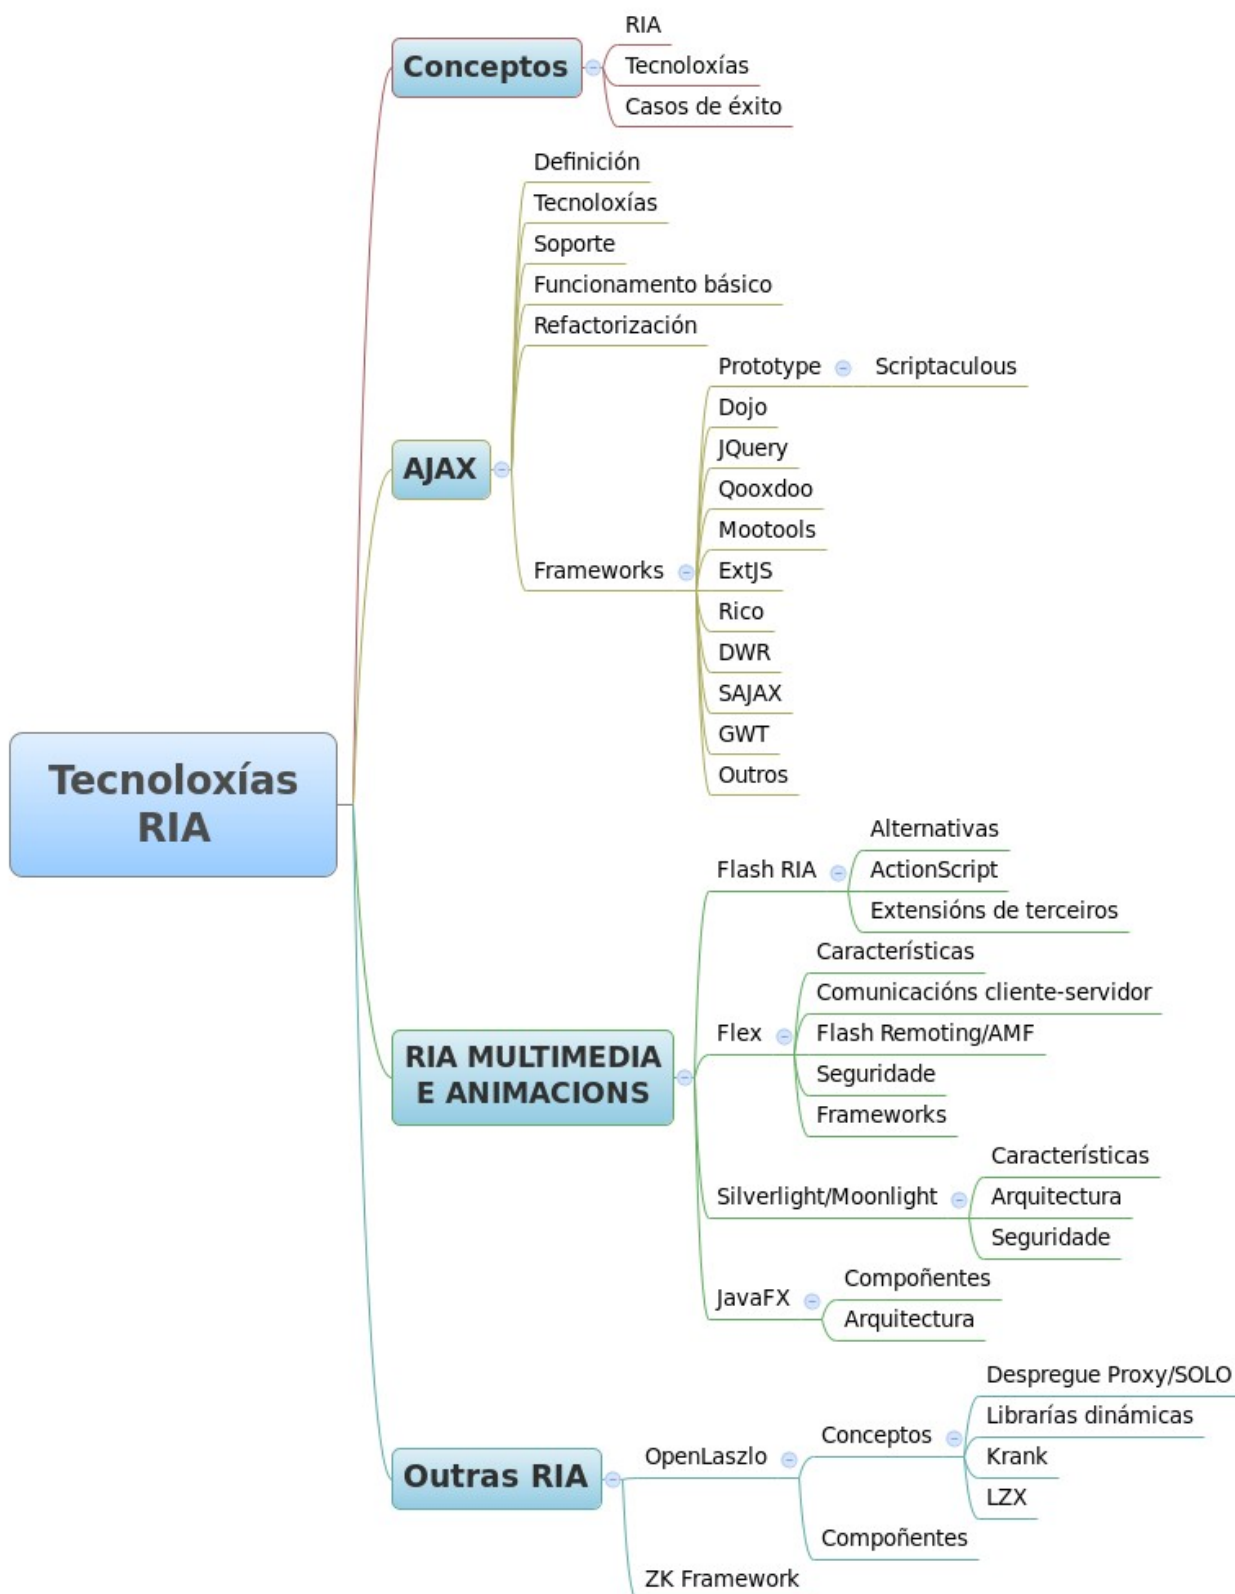 Tecnoloxías
RIA
Conceptos
RIA
Tecnoloxías
Casos de éxito
AJAX
Definición
Tecnoloxías
Soporte
Funcionamento básico
Refactorización
Frameworks
Prototype
Scriptaculous
Dojo
JQuery
Qooxdoo
Mootools
ExtJS
Rico
DWR
SAJAX
GWT
Outros
RIA MULTIMEDIA
E ANIMACIONS
Flash RIA
Alternativas
ActionScript
Extensións de terceiros
Flex
Características
Comunicacións cliente-servidor
Flash Remoting/AMF
Seguridade
Frameworks
Silverlight/Moonlight
Características
Arquitectura
Seguridade
JavaFX
Compoñentes
Arquitectura
Outras RIA
OpenLaszlo
Conceptos
Despregue Proxy/SOLO
Librarías dinámicas
Krank
LZX
Compoñentes
ZK Framework